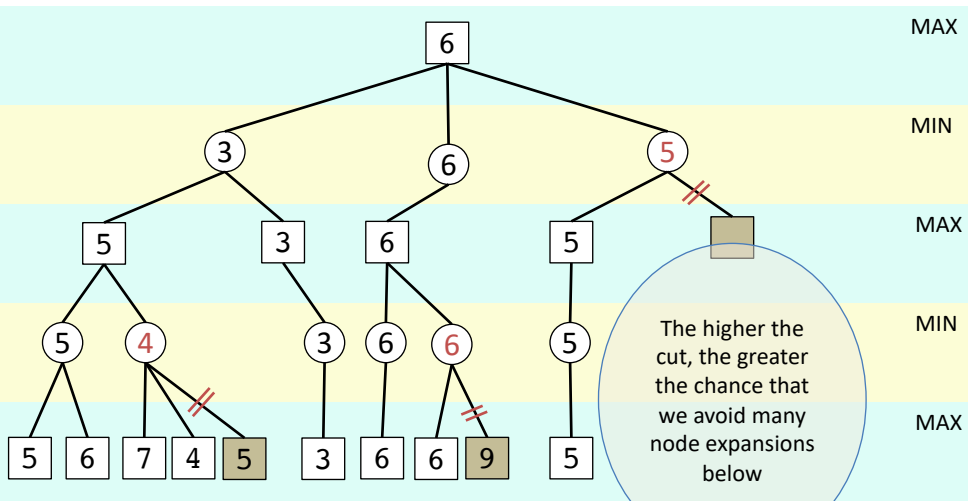 MAX
6
MIN
3
6
5
MAX
5
3
6
5
MIN
5
4
3
6
6
5
The higher the
cut, the greater
the chance that
we avoid many
node expansions
below
MAX
5
6
7
4
5
3
6
6
9
5